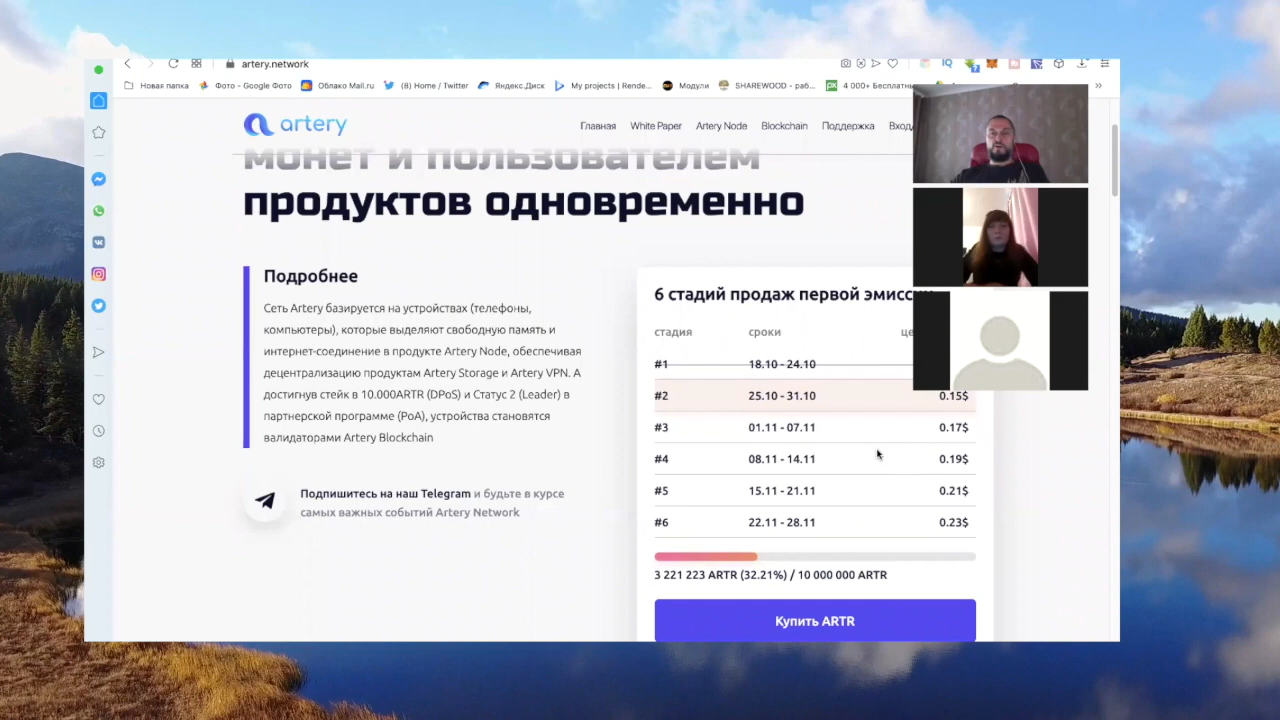 artery.network
Новая папка
Фото - Google Фото
Облако Mail.ru
(8) Home / Twitter
Яндекс.Диск
My projects | Rende...
Модули
SHAREWOOD - раб...
4 000+ Бесплатны
artery
Главная
White Paper
Artery Node
Blockchain
Поддержка
Вход
монет и пользователем
продуктов одновременно
Подробнее
Сеть Artery базируется на устройствах (телефоны,
компьютеры), которые выделяют свободную память и
интернет-соединение в продукте Artery Node, обеспечивая
децентрализацию продуктам Artery Storage и Artery VPN. А
достигнув стейк в 10.000ARTR (DPoS) и Статус 2 (Leader) в
партнерской программе (PoA), устройства становятся
валидаторами Artery Blockchain
Подпишитесь на наш Telegram и будьте в курсе
самых важных событий Artery Network
6 стадий продаж первой эмисси
стадия сроки це
#1 18.10 - 24.10
#2 25.10 - 31.10 0.15$
#3 01.11 - 07.11 0.17$
#4 08.11 - 14.11 0.19$
#5 15.11 - 21.11 0.21$
#6 22.11 - 28.11 0.23$
3 221 223 ARTR (32.21%) / 10 000 000 ARTR
Купить ARTR